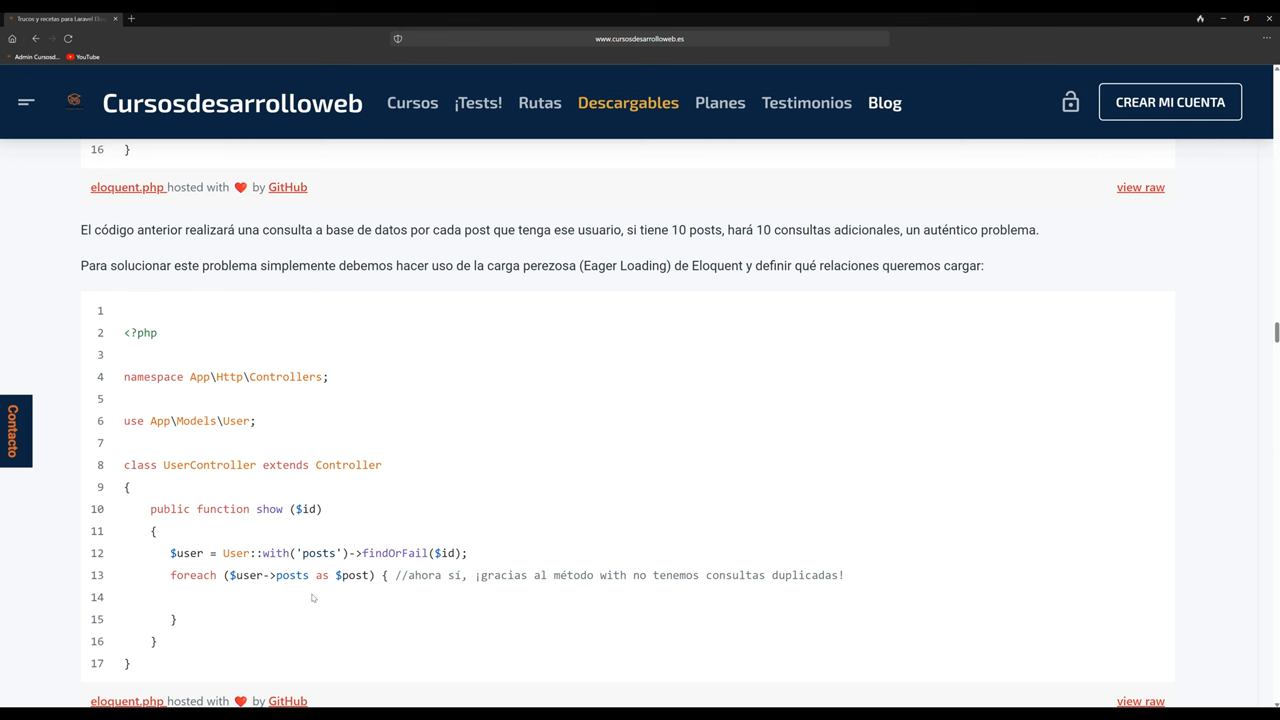 Trucos y recetas para Laravel Elo
www.cursosdesarrolloweb.es
Admin Cursosd... YouTube
Cursosdesarrolloweb Cursos ¡Tests! Rutas Descargables Planes Testimonios Blog CREAR MI CUENTA
16 }
eloquent.php hosted with ❤ by GitHub view raw
El código anterior realizará una consulta a base de datos por cada post que tenga ese usuario, si tiene 10 posts, hará 10 consultas adicionales, un auténtico problema.
Para solucionar este problema simplemente debemos hacer uso de la carga perezosa (Eager Loading) de Eloquent y definir qué relaciones queremos cargar:
1
2 <?php
3
4 namespace App\Http\Controllers;
5
6 use App\Models\User;
7
8 class UserController extends Controller
9 {
10 public function show ($id)
11 {
12 $user = User::with('posts')->findOrFail($id);
13 foreach ($user->posts as $post) { //ahora sí, ¡gracias al método with no tenemos consultas duplicadas!
14
15 }
16 }
17 }
Contacto
eloquent.php hosted with ❤ by GitHub view raw